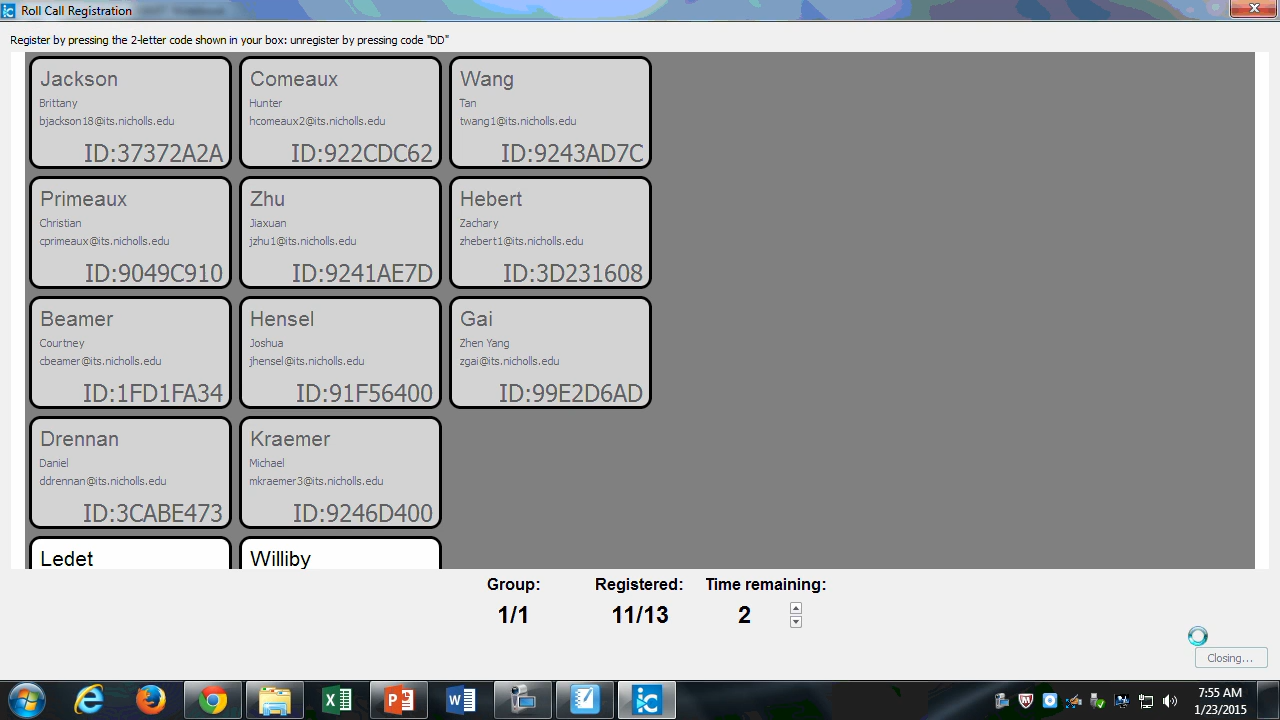 Roll Call Registration
Register by pressing the 2-letter code shown in your box: unregister by pressing code "DD"
Jackson
Brittany
bjackson18@its.nicholls.edu
ID:37372A2A
Comeaux
Hunter
hcomeaux2@its.nicholls.edu
ID:922CDC62
Wang
Tan
twang1@its.nicholls.edu
ID:9243AD7C
Primeaux
Christian
cprimeaux@its.nicholls.edu
ID:9049C910
Zhu
Jiaxuan
jzhu1@its.nicholls.edu
ID:9241AE7D
Hebert
Zachary
zhebert1@its.nicholls.edu
ID:3D231608
Beamer
Courtney
cbeamer@its.nicholls.edu
ID:1FD1FA34
Hensel
Joshua
jhensel@its.nicholls.edu
ID:91F56400
Gai
Zhen Yang
zgai@its.nicholls.edu
ID:99E2D6AD
Drennan
Daniel
ddrennan@its.nicholls.edu
ID:3CABE473
Kraemer
Michael
mkraemer3@its.nicholls.edu
ID:9246D400
Ledet
Williby
Group: Registered: Time remaining:
1/1 11/13 2
Closing...
7:55 AM
1/23/2015